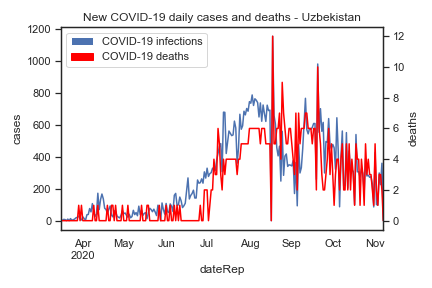 New COVID-19 daily cases and deaths - Uzbekistan
COVID-19 infections
COVID-19 deaths
1200
1000
800
600
400
200
0
cases
12
10
8
6
4
2
0
deaths
Apr May Jun Jul Aug Sep Oct Nov
2020
dateRep